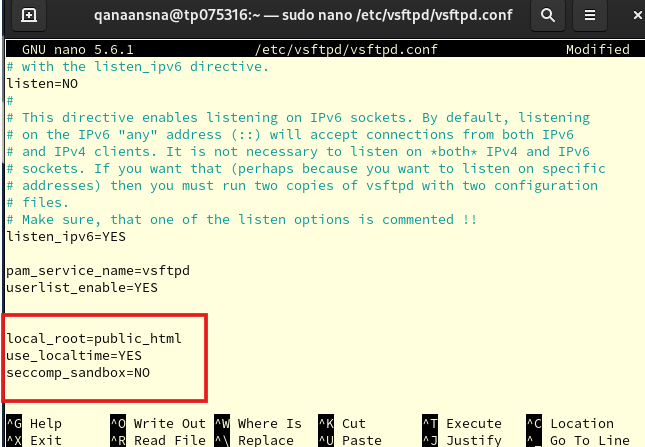 qanaansna@tp075316:~ — sudo nano /etc/vsftpd/vsftpd.conf
GNU nano 5.6.1 /etc/vsftpd/vsftpd.conf Modified
# with the listen_ipv6 directive.
listen=NO
#
# This directive enables listening on IPv6 sockets. By default, listening
# on the IPv6 "any" address (::) will accept connections from both IPv6
# and IPv4 clients. It is not necessary to listen on *both* IPv4 and IPv6
# sockets. If you want that (perhaps because you want to listen on specific
# addresses) then you must run two copies of vsftpd with two configuration
# files.
# Make sure, that one of the listen options is commented !!
listen_ipv6=YES
pam_service_name=vsftpd
userlist_enable=YES
local_root=public_html
use_localtime=YES
seccomp_sandbox=NO
^G Help ^O Write Out ^W Where Is ^K Cut ^T Execute ^C Location
^X Exit ^R Read File ^\ Replace ^U Paste ^J Justify ^_ Go To Line